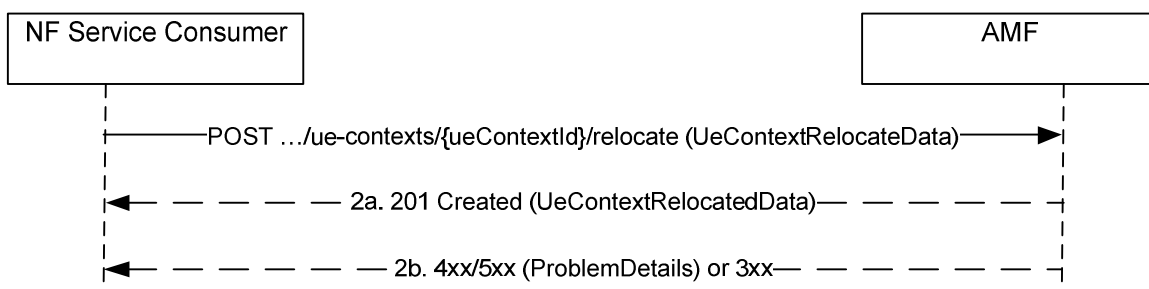 NF Service Consumer
AMF
POST …/ue-contexts/{ueContextId}/relocate (UeContextRelocateData)
2a. 201 Created (UeContextRelocatedData)
2b. 4xx/5xx (ProblemDetails) or 3xx